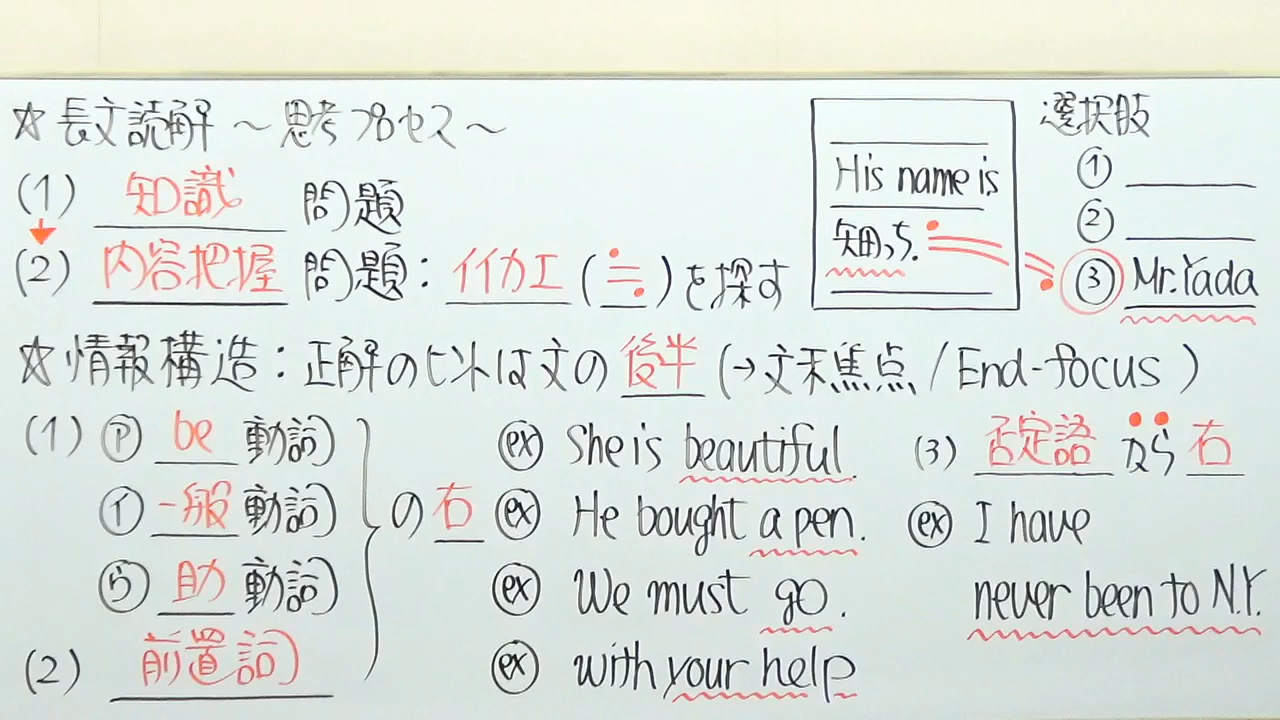 ☆長文読解 ～思考プロセス～
(1) 知識 問題
(2) 内容把握 問題：イイカエ(≒)を探す
His name is
矢田っち.
選択肢
①
②
③ Mr.Yada
☆情報構造：正解のヒントは文の後半(→文末焦点/End-focus)
(1) ㋐ be 動詞
㋑ 一般動詞
㋒ 助動詞
(2) 前置詞
の右
ex She is beautiful.
ex He bought a pen.
ex We must go.
ex with your help
(3) 否定語から右
ex I have
never been to N.Y.